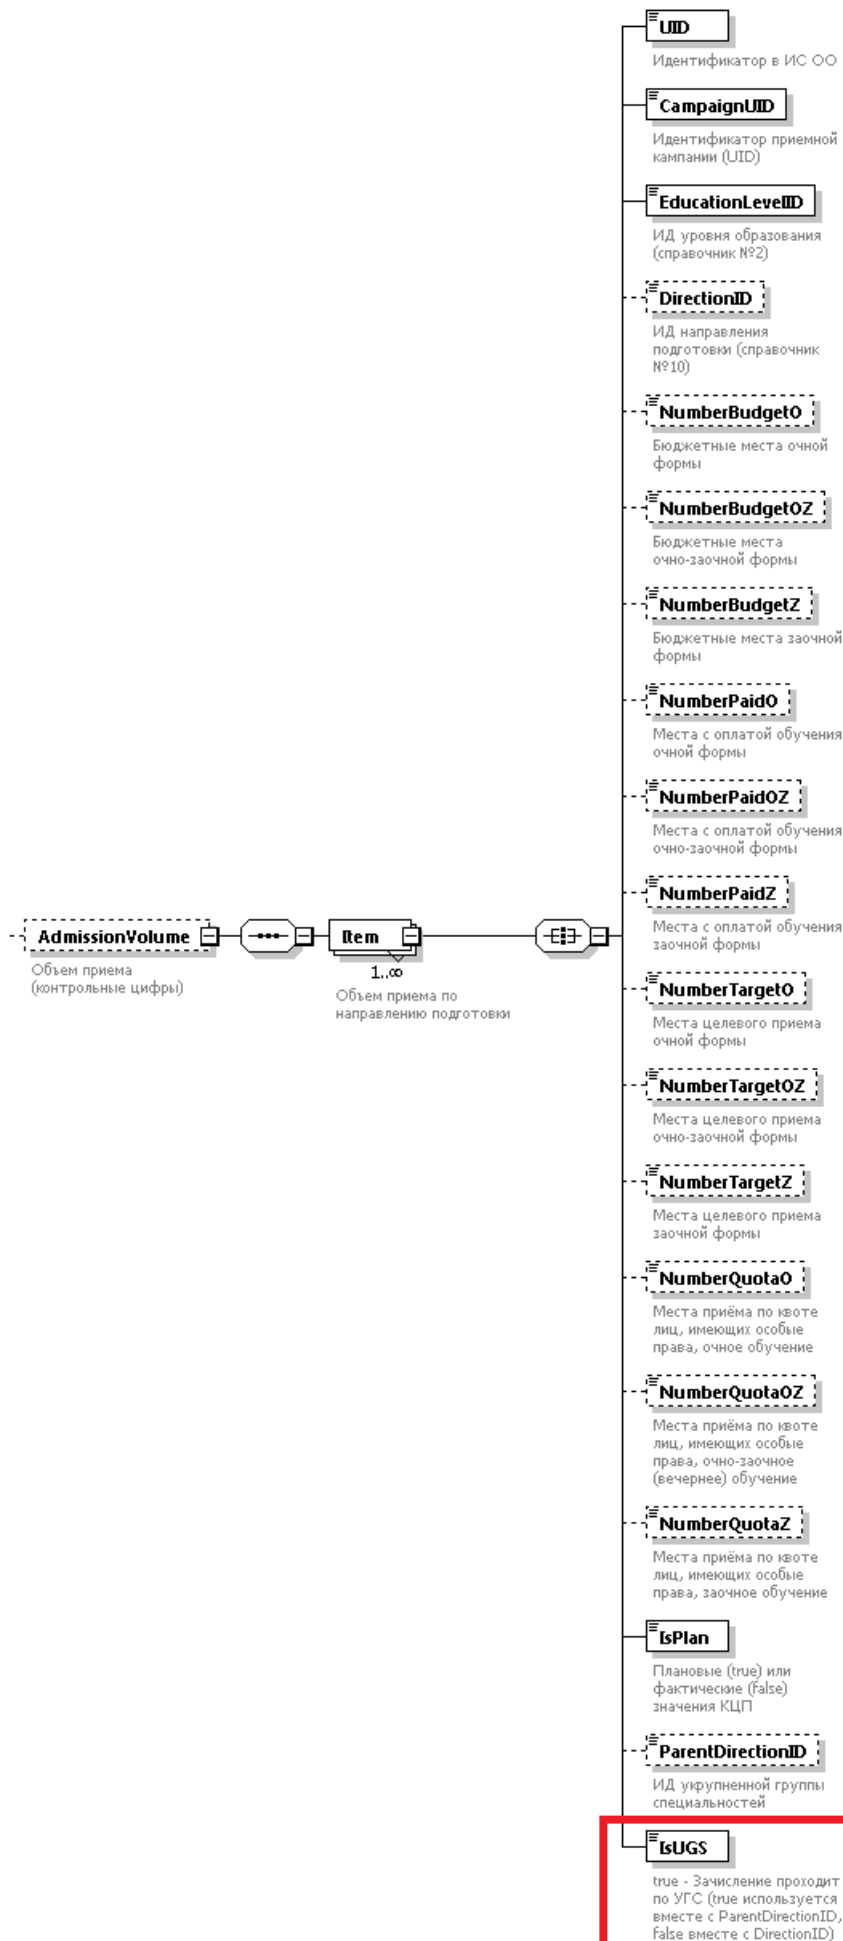 UID
Идентификатор в ИС ОО
CampaignUID
Идентификатор приемной
кампании (UID)
EducationLevelID
ИД уровня образования
(справочник №2)
DirectionID
ИД направления
подготовки (справочник
№10)
NumberBudgetO
Бюджетные места очной
формы
NumberBudgetOZ
Бюджетные места
очно-заочной формы
NumberBudgetZ
Бюджетные места заочной
формы
NumberPaidO
Места с оплатой обучения
очной формы
NumberPaidOZ
Места с оплатой обучения
очно-заочной формы
NumberPaidZ
Места с оплатой обучения
заочной формы
AdmissionVolume
Объем приема
(контрольные цифры)
Item
1..∞
Объем приема по
направлению подготовки
NumberTargetO
Места целевого приема
очной формы
NumberTargetOZ
Места целевого приема
очно-заочной формы
NumberTargetZ
Места целевого приема
заочной формы
NumberQuotaO
Места приёма по квоте
лиц, имеющих особые
права, очное обучение
NumberQuotaOZ
Места приёма по квоте
лиц, имеющих особые
права, очно-заочное
(вечернее) обучение
NumberQuotaZ
Места приёма по квоте
лиц, имеющих особые
права, заочное обучение
IsPlan
Плановые (true) или
фактические (false)
значения КЦП
ParentDirectionID
ИД укрупненной группы
специальностей
IsUGS
true - Зачисление проходит
по УГС (true используется
вместе с ParentDirectionID,
false вместе с DirectionID)